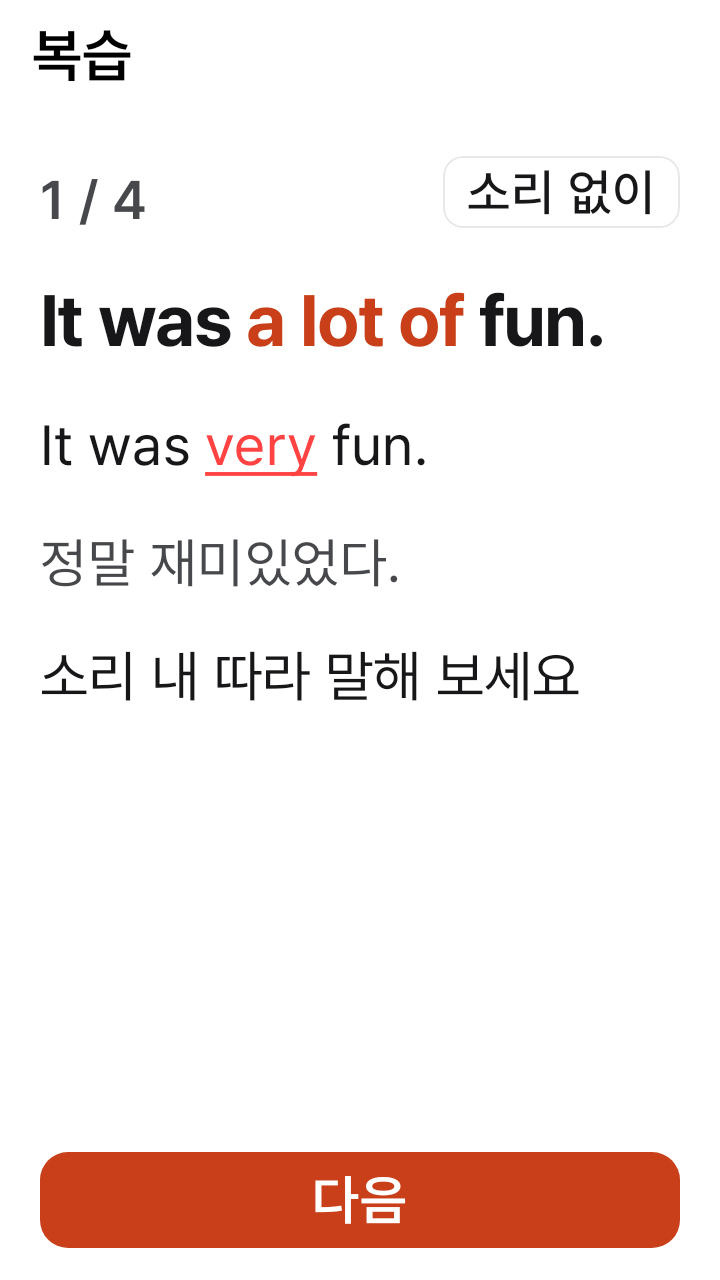 복습
1 / 4
소리 없이
It was a lot of fun.
It was very fun.
정말 재미있었다.
소리 내 따라 말해 보세요
다음